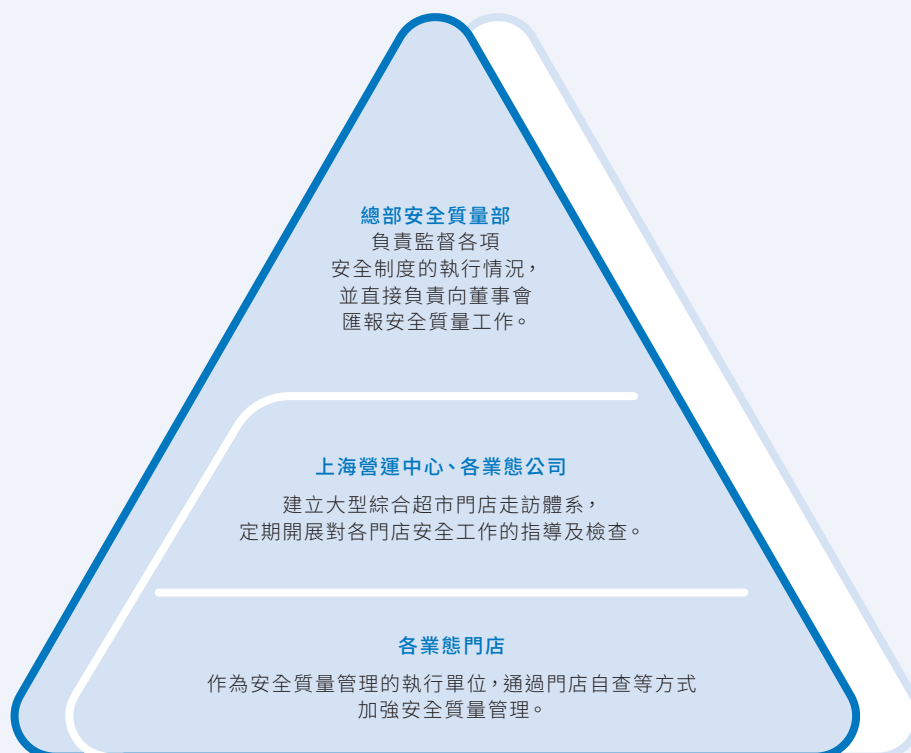 總部安全質量部
負責監督各項
安全制度的執行情況，
並直接負責向董事會
匯報安全質量工作。
上海營運中心、各業態公司
建立大型綜合超市門店走訪體系，
定期開展對各門店安全工作的指導及檢查。
各業態門店
作為安全質量管理的執行單位，通過門店自查等方式
加強安全質量管理。